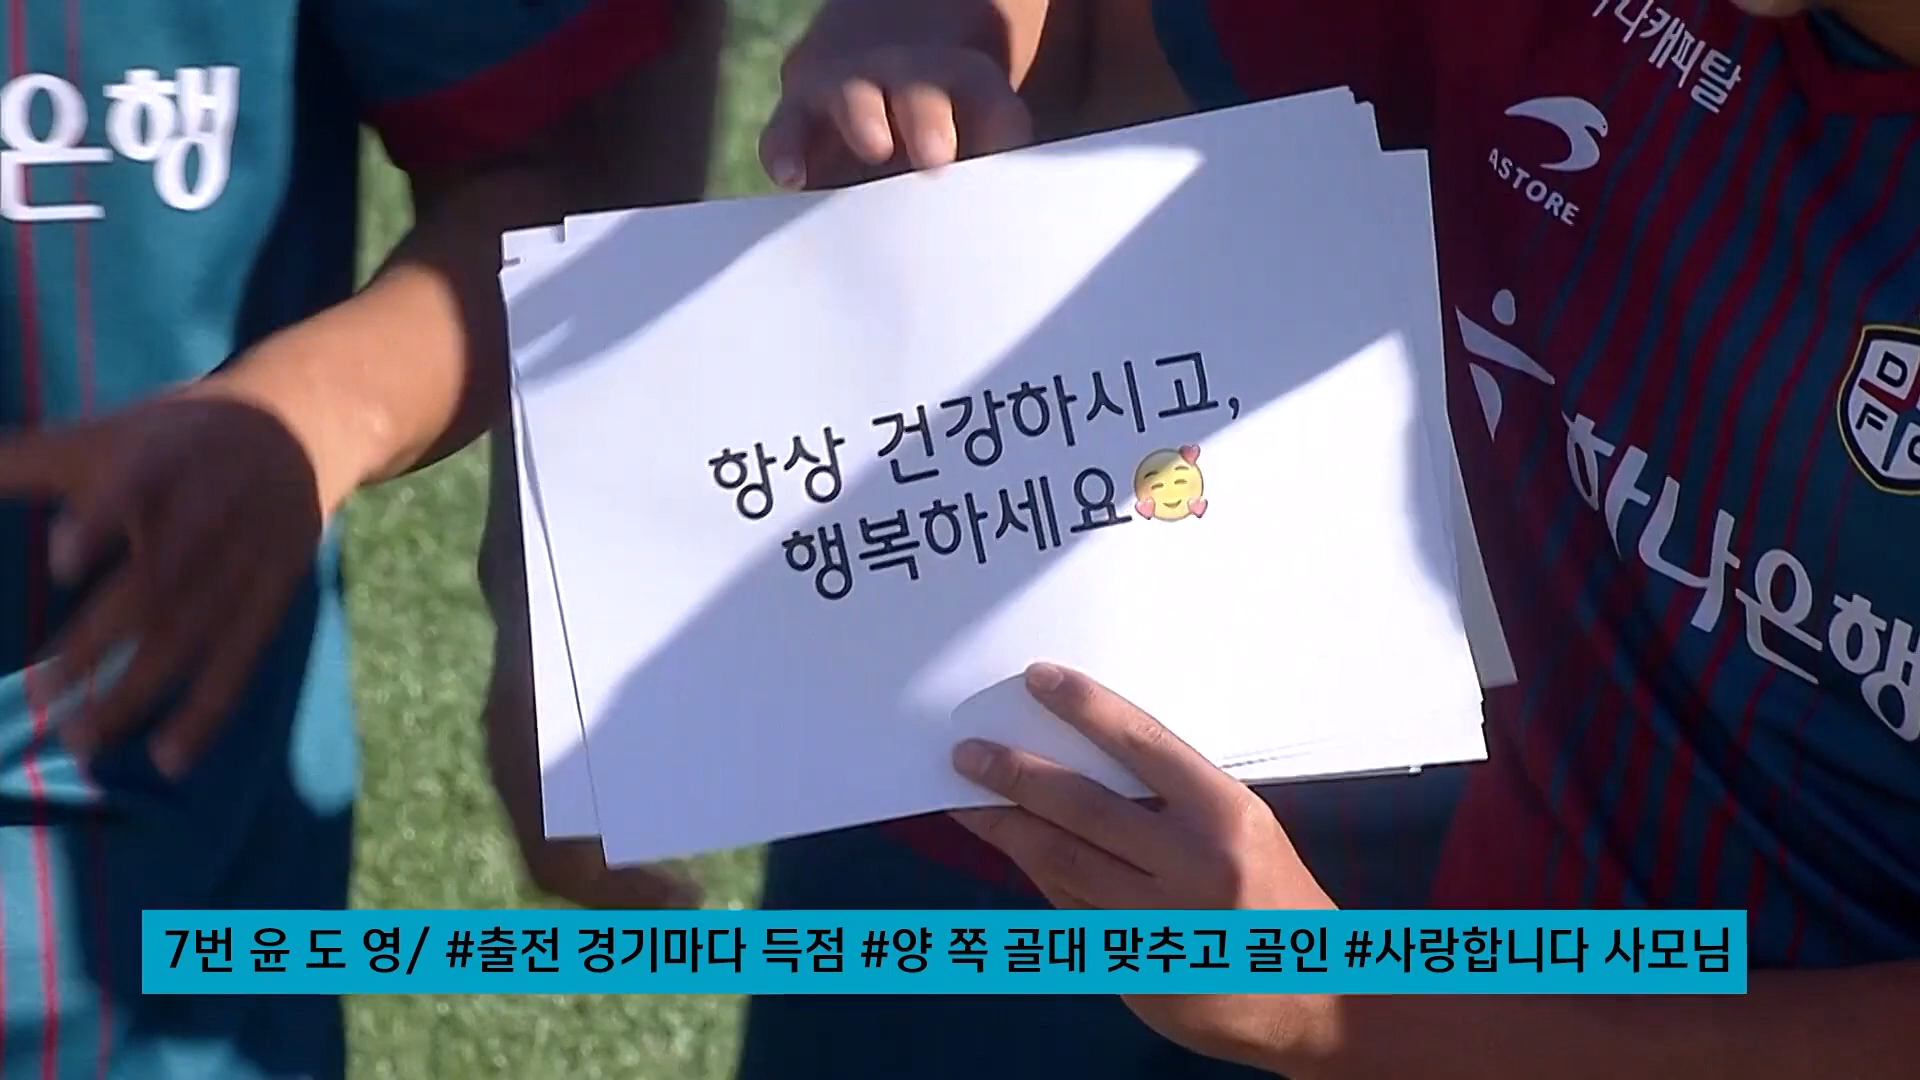 은행
나캐피탈
ASTORE
D
F C
하나은행
항상 건강하시고,
행복하세요🥰
7번 윤 도 영/ #출전 경기마다 득점 #양 쪽 골대 맞추고 골인 #사랑합니다 사모님